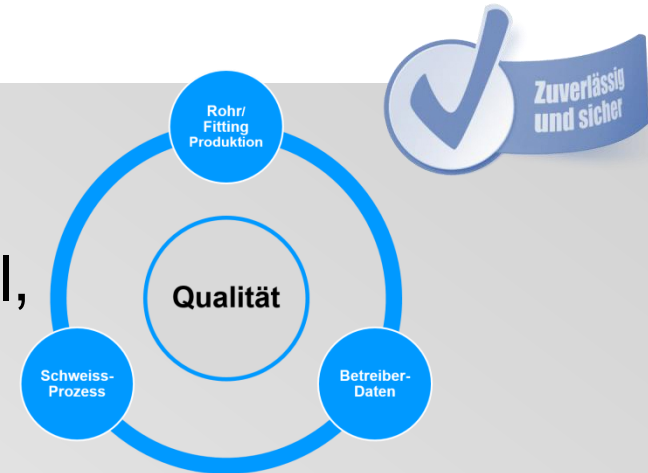 Zuverlässig
und sicher
Rohr/
Fitting
Produktion
Qualität
l,
Schweiss-
Prozess
Betreiber-
Daten